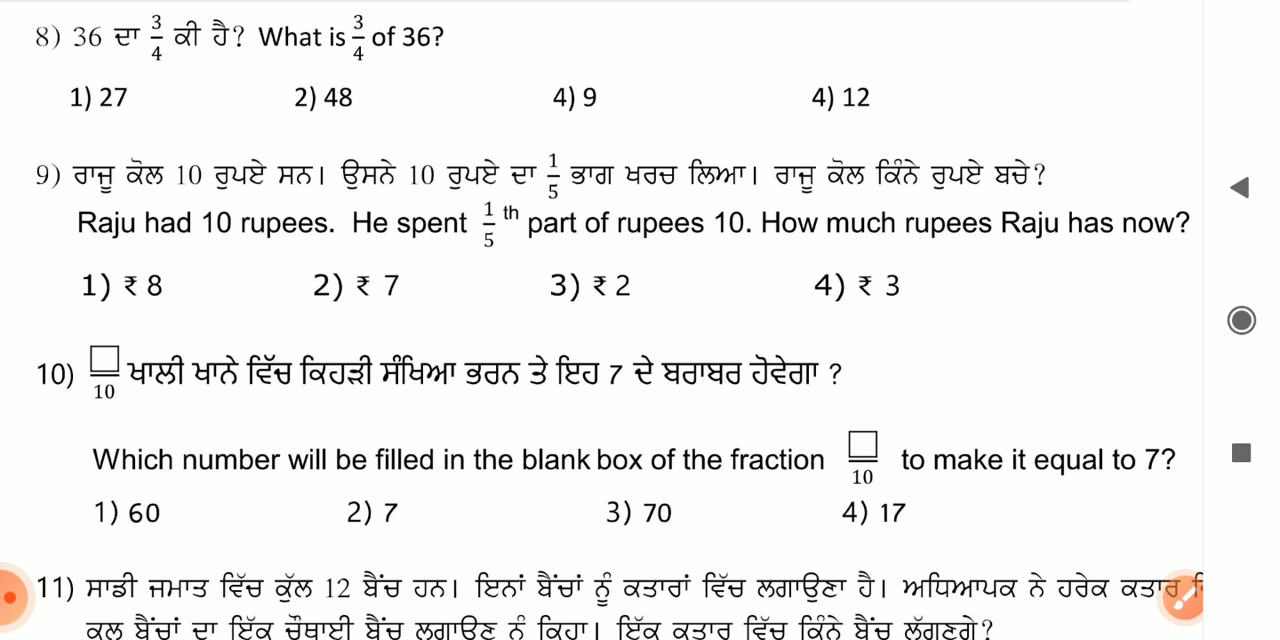 8) 36 ਦਾ 3/4 ਕੀ ਹੈ? What is 3/4 of 36?
1) 27 2) 48 4) 9 4) 12
9) ਰਾਜੂ ਕੋਲ 10 ਰੁਪਏ ਸਨ। ਉਸਨੇ 10 ਰੁਪਏ ਦਾ 1/5 ਭਾਗ ਖਰਚ ਲਿਆ। ਰਾਜੂ ਕੋਲ ਕਿੰਨੇ ਰੁਪਏ ਬਚੇ?
Raju had 10 rupees. He spent 1/5 th part of rupees 10. How much rupees Raju has now?
1) ₹ 8 2) ₹ 7 3) ₹ 2 4) ₹ 3
10) □/10 ਖਾਲੀ ਖਾਨੇ ਵਿੱਚ ਕਿਹੜੀ ਸੰਖਿਆ ਭਰਨ ਤੇ ਇਹ 7 ਦੇ ਬਰਾਬਰ ਹੋਵੇਗਾ ?
Which number will be filled in the blank box of the fraction □/10 to make it equal to 7?
1) 60 2) 7 3) 70 4) 17
11) ਸਾਡੀ ਜਮਾਤ ਵਿੱਚ ਕੁੱਲ 12 ਬੈਂਚ ਹਨ। ਇਨਾਂ ਬੈਂਚਾਂ ਨੂੰ ਕਤਾਰਾਂ ਵਿੱਚ ਲਗਾਉਣਾ ਹੈ। ਅਧਿਆਪਕ ਨੇ ਹਰੇਕ ਕਤਾਰ
ਕੁਲ ਬੈਂਚਾਂ ਦਾ ਇੱਕ ਚੌਥਾਈ ਬੈਂਚ ਲਗਾਉਣ ਨੂੰ ਕਿਹਾ। ਇੱਕ ਕਤਾਰ ਵਿੱਚ ਕਿੰਨੇ ਬੈਂਚ ਲੱਗਣਗੇ?